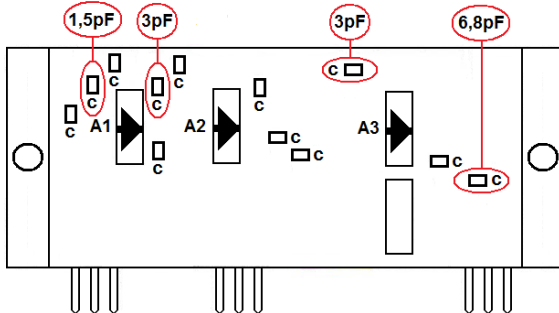 1,5pF 3pF 3pF 6,8pF
c c c c
c c
c A1 A2 A3
c c
c c c
c